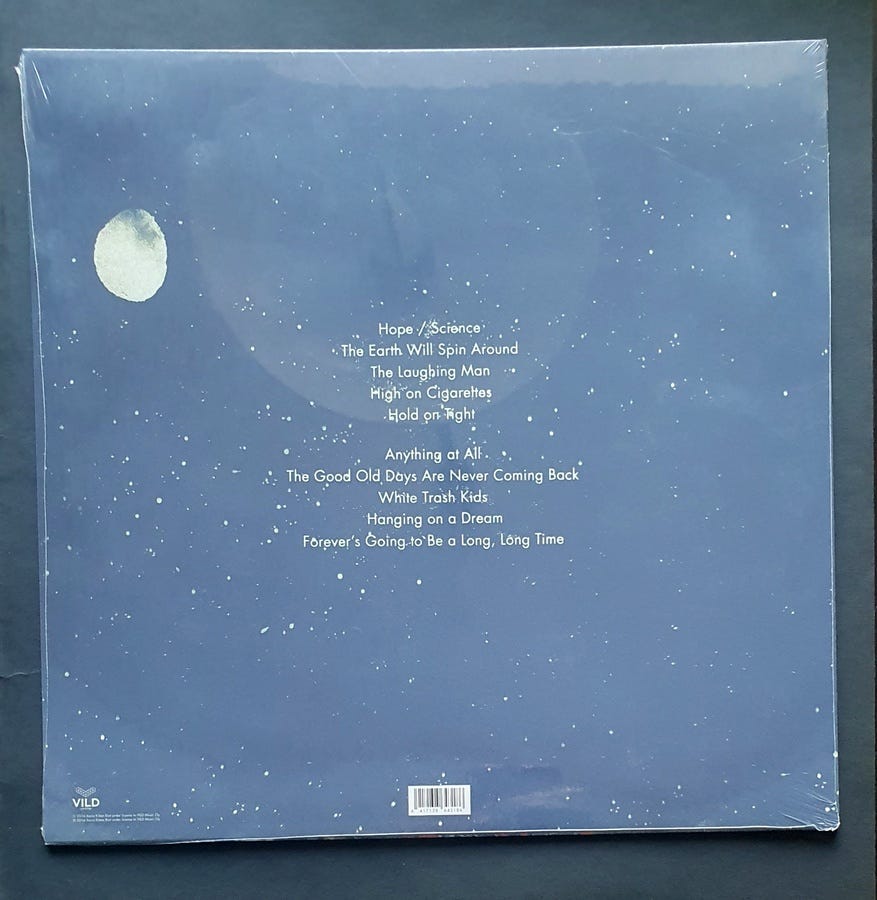 Hope / Science
The Earth Will Spin Around
The Laughing Man
High on Cigarettes
Hold on Tight
Anything at All
The Good Old Days Are Never Coming Back
White Trash Kids
Hanging on a Dream
Forever's Going to Be a Long, Long Time
VILD